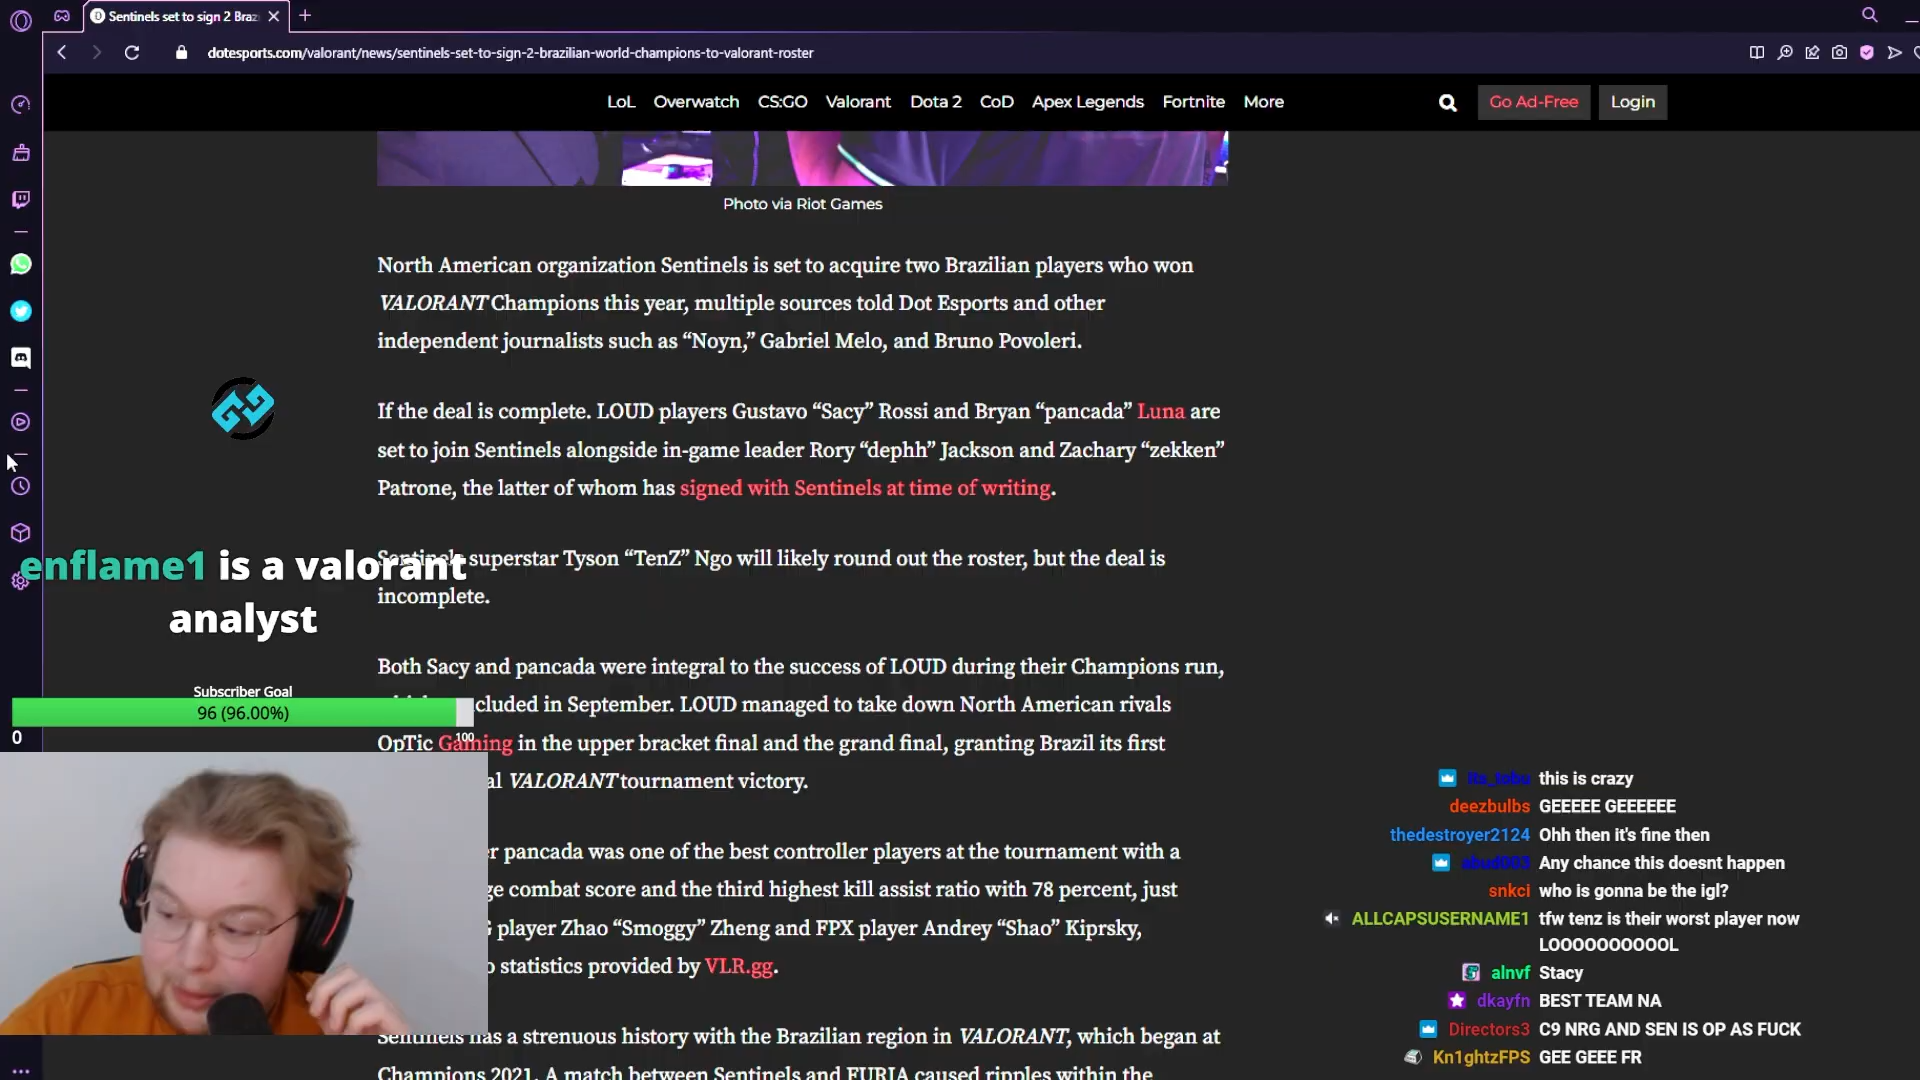 Sentinels set to sign 2 Braz
dotesports.com/valorant/news/sentinels-set-to-sign-2-brazilian-world-champions-to-valorant-roster
LoL Overwatch CS:GO Valorant Dota 2 CoD Apex Legends Fortnite More
Go Ad-Free Login
Photo via Riot Games
North American organization Sentinels is set to acquire two Brazilian players who won
VALORANT Champions this year, multiple sources told Dot Esports and other
independent journalists such as “Noyn,” Gabriel Melo, and Bruno Povoleri.
If the deal is complete. LOUD players Gustavo “Sacy” Rossi and Bryan “pancada” Luna are
set to join Sentinels alongside in-game leader Rory “dephh” Jackson and Zachary “zekken”
Patrone, the latter of whom has signed with Sentinels at time of writing.
Sentinels superstar Tyson “TenZ” Ngo will likely round out the roster, but the deal is
incomplete.
enflame1 is a valorant
analyst
Both Sacy and pancada were integral to the success of LOUD during their Champions run,
cluded in September. LOUD managed to take down North American rivals
OpTic Gaming in the upper bracket final and the grand final, granting Brazil its first
al VALORANT tournament victory.
Subscriber Goal
96 (96.00%)
0
100
r pancada was one of the best controller players at the tournament with a
ge combat score and the third highest kill assist ratio with 78 percent, just
player Zhao “Smoggy” Zheng and FPX player Andrey “Shao” Kiprsky,
o statistics provided by VLR.gg.
Sentinels has a strenuous history with the Brazilian region in VALORANT, which began at
Champions 2021. A match between Sentinels and FURIA caused ripples within the
this is crazy
deezbulbs GEEEEE GEEEEEE
thedestroyer2124 Ohh then it's fine then
Any chance this doesnt happen
snkci who is gonna be the igl?
ALLCAPSUSERNAME1 tfw tenz is their worst player now
LOOOOOOOOOOL
alnvf Stacy
dkayfn BEST TEAM NA
Directors3 C9 NRG AND SEN IS OP AS FUCK
Kn1ghtzFPS GEE GEEE FR